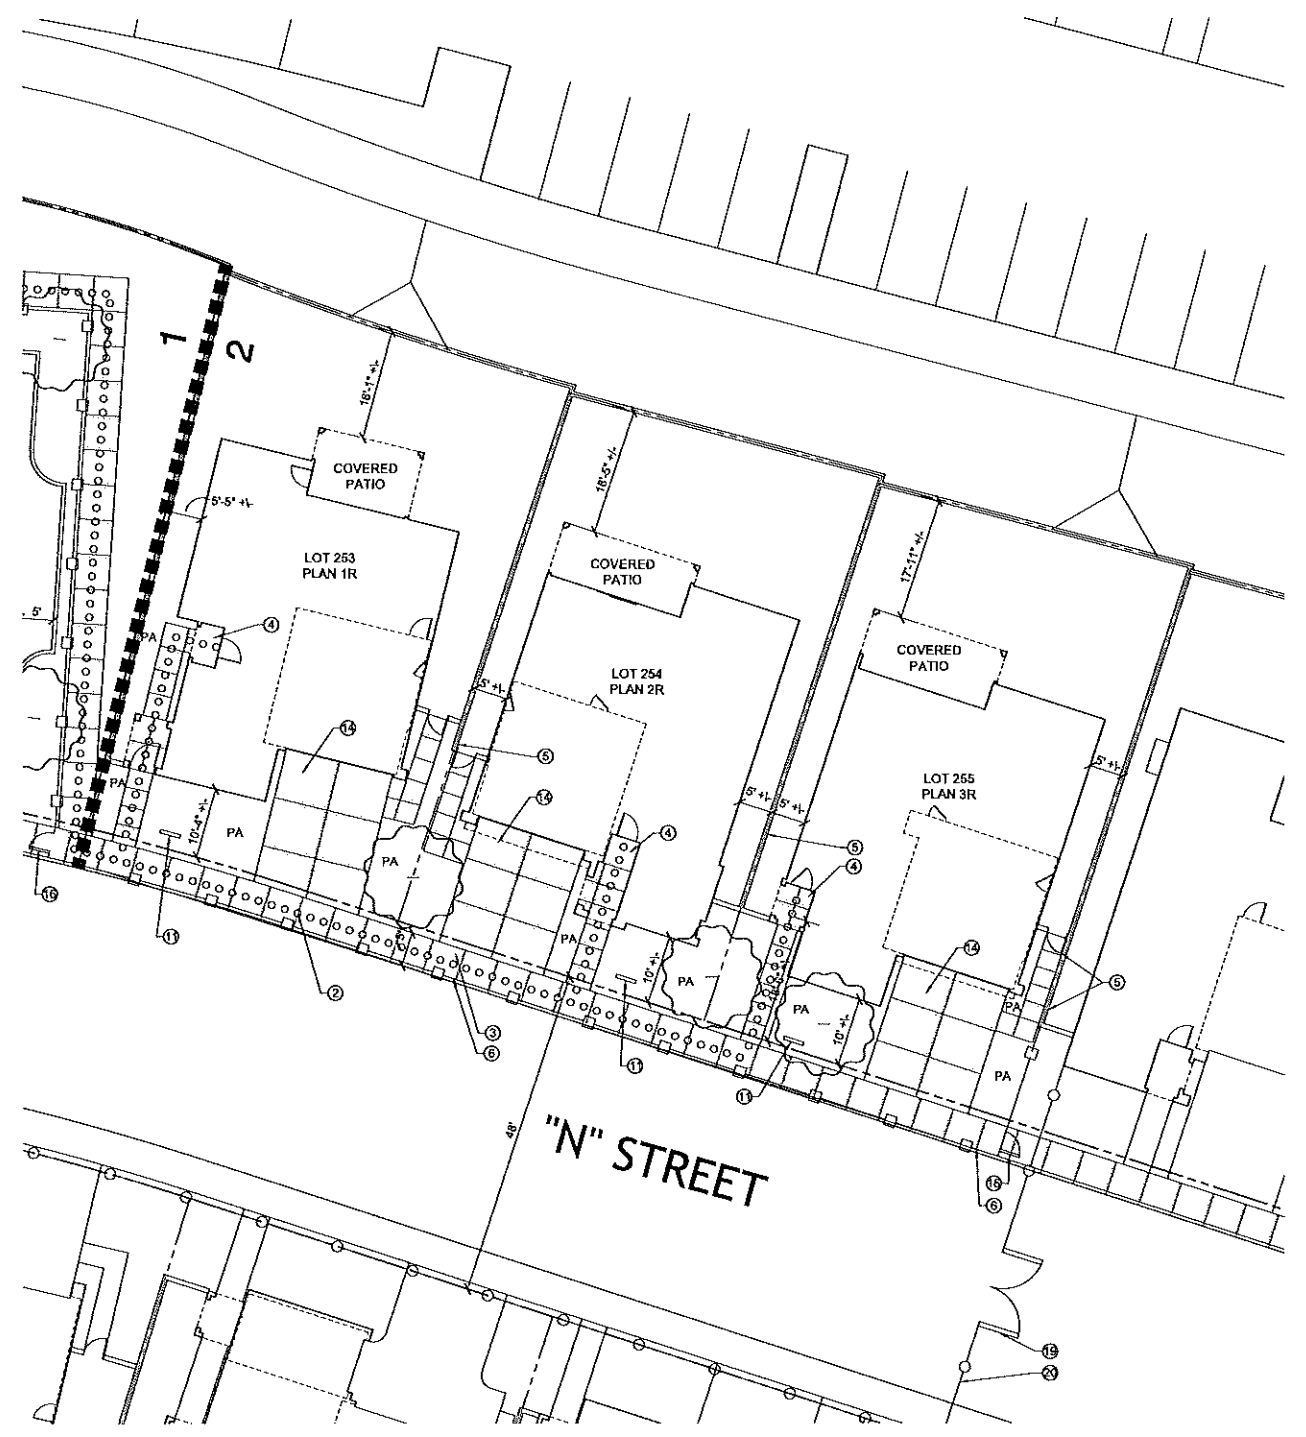 1
2
18'-1" +/-
COVERED
PATIO
5'-5" +/-
LOT 253
PLAN 1R
18'-5" +/-
COVERED
PATIO
17'-11" +/-
5'
PA
4
COVERED
PATIO
LOT 254
PLAN 2R
5' +/-
14
5
LOT 255
PLAN 3R
5' +/-
PA
14
5' +/-
5' +/-
10'-4" +/-
PA
4
5
PA
4
16
11
PA
14
10' +/-
PA
5
2
PA
10' +/-
PA
3
6
11
PA
11
48'
"N" STREET
16
6
19
20